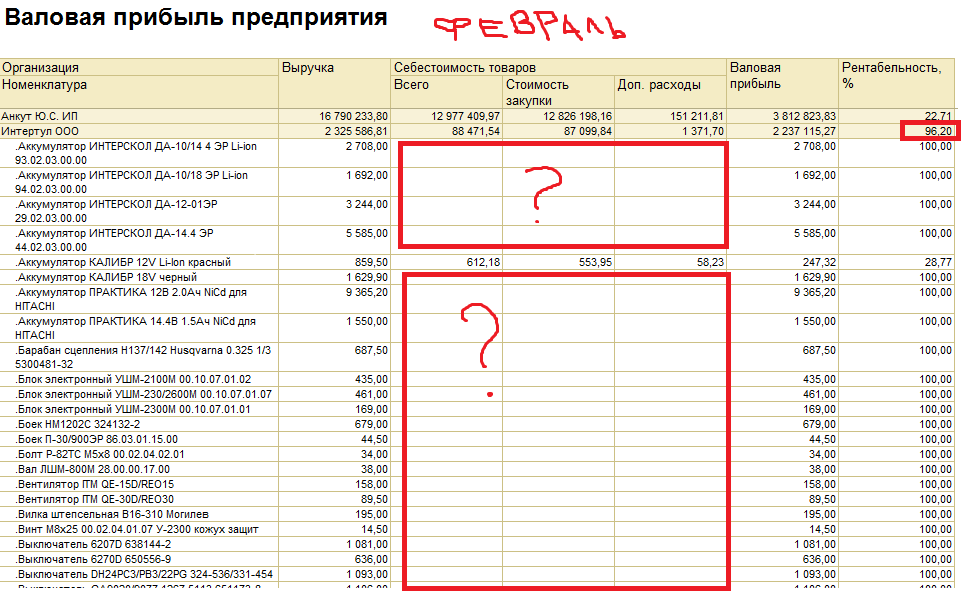 Валовая прибыль предприятия
ФЕВРАЛЬ
Организация Выручка Себестоимость товаров Валовая прибыль Рентабельность, %
Номенклатура Всего Стоимость закупки Доп. расходы
Анкут Ю.С. ИП 16 790 233,80 12 977 409,97 12 826 198,16 151 211,81 3 812 823,83 22,71
Интертул ООО 2 325 586,81 88 471,54 87 099,84 1 371,70 2 237 115,27 96,20
.Аккумулятор ИНТЕРСКОЛ ДА-10/14 4 ЭР Li-ion 2 708,00 2 708,00 100,00
93.02.03.00.00
?
.Аккумулятор ИНТЕРСКОЛ ДА-10/18 ЭР Li-ion 1 692,00 1 692,00 100,00
94.02.03.00.00
.Аккумулятор ИНТЕРСКОЛ ДА-12-01ЭР 3 244,00 3 244,00 100,00
29.02.03.00.00
.Аккумулятор ИНТЕРСКОЛ ДА-14.4 ЭР 5 585,00 5 585,00 100,00
44.02.03.00.00
.Аккумулятор КАЛИБР 12V Li-Ion красный 859,50 612,18 553,95 58,23 247,32 28,77
.Аккумулятор КАЛИБР 18V черный 1 629,90 1 629,90 100,00
.Аккумулятор ПРАКТИКА 12В 2.0Ач NiCd для 9 365,20 9 365,20 100,00
HITACHI
?
.Аккумулятор ПРАКТИКА 14.4В 1.5Ач NiCd для 1 550,00 1 550,00 100,00
HITACHI
.Барабан сцепления H137/142 Husqvarna 0.325 1/3 687,50 687,50 100,00
5300481-32
.Блок электронный УШМ-2100М 00.10.07.01.02 435,00 435,00 100,00
.Блок электронный УШМ-230/2600М 00.10.07.01.07 461,00 461,00 100,00
.Блок электронный УШМ-2300М 00.10.07.01.01 169,00 169,00 100,00
.Боек HM1202C 324132-2 679,00 679,00 100,00
.Боек П-30/900ЭР 86.03.01.15.00 44,50 44,50 100,00
.Болт Р-82ТС М5х8 00.02.04.02.01 34,00 34,00 100,00
.Вал ЛШМ-800М 28.00.00.17.00 38,00 38,00 100,00
.Вентилятор ITM QE-15D/REO15 158,00 158,00 100,00
.Вентилятор ITM QE-30D/REO30 89,50 89,50 100,00
.Вилка штепсельная В16-310 Могилев 195,00 195,00 100,00
.Винт М8х25 00.02.04.01.07 У-2300 кожух защит 14,50 14,50 100,00
.Выключатель 6207D 638144-2 1 081,00 1 081,00 100,00
.Выключатель 6270D 650556-9 636,00 636,00 100,00
.Выключатель DH24PC3/PB3/22PG 324-536/331-454 1 093,00 1 093,00 100,00